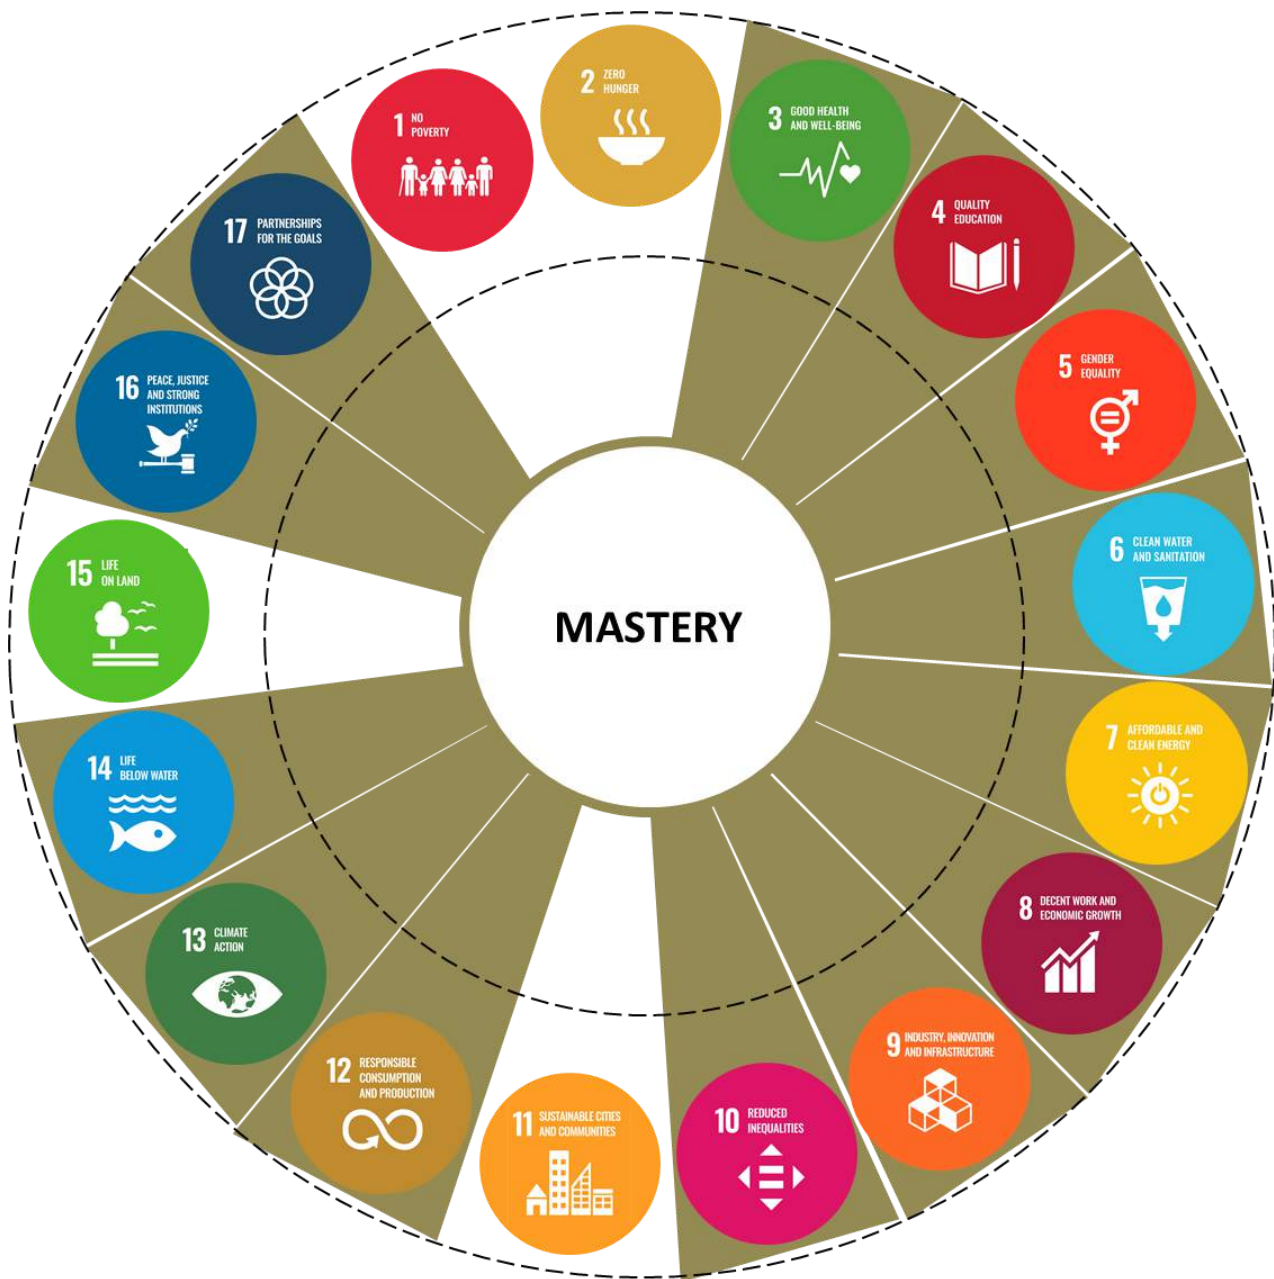 1 NO
POVERTY
2 ZERO
HUNGER
3 GOOD HEALTH
AND WELL-BEING
4 QUALITY
EDUCATION
5 GENDER
EQUALITY
6 CLEAN WATER
AND SANITATION
7 AFFORDABLE AND
CLEAN ENERGY
8 DECENT WORK AND
ECONOMIC GROWTH
9 INDUSTRY, INNOVATION
AND INFRASTRUCTURE
10 REDUCED
INEQUALITIES
11 SUSTAINABLE CITIES
AND COMMUNITIES
12 RESPONSIBLE
CONSUMPTION
AND PRODUCTION
13 CLIMATE
ACTION
14 LIFE
BELOW WATER
15 LIFE
ON LAND
16 PEACE, JUSTICE
AND STRONG
INSTITUTIONS
17 PARTNERSHIPS
FOR THE GOALS
MASTERY